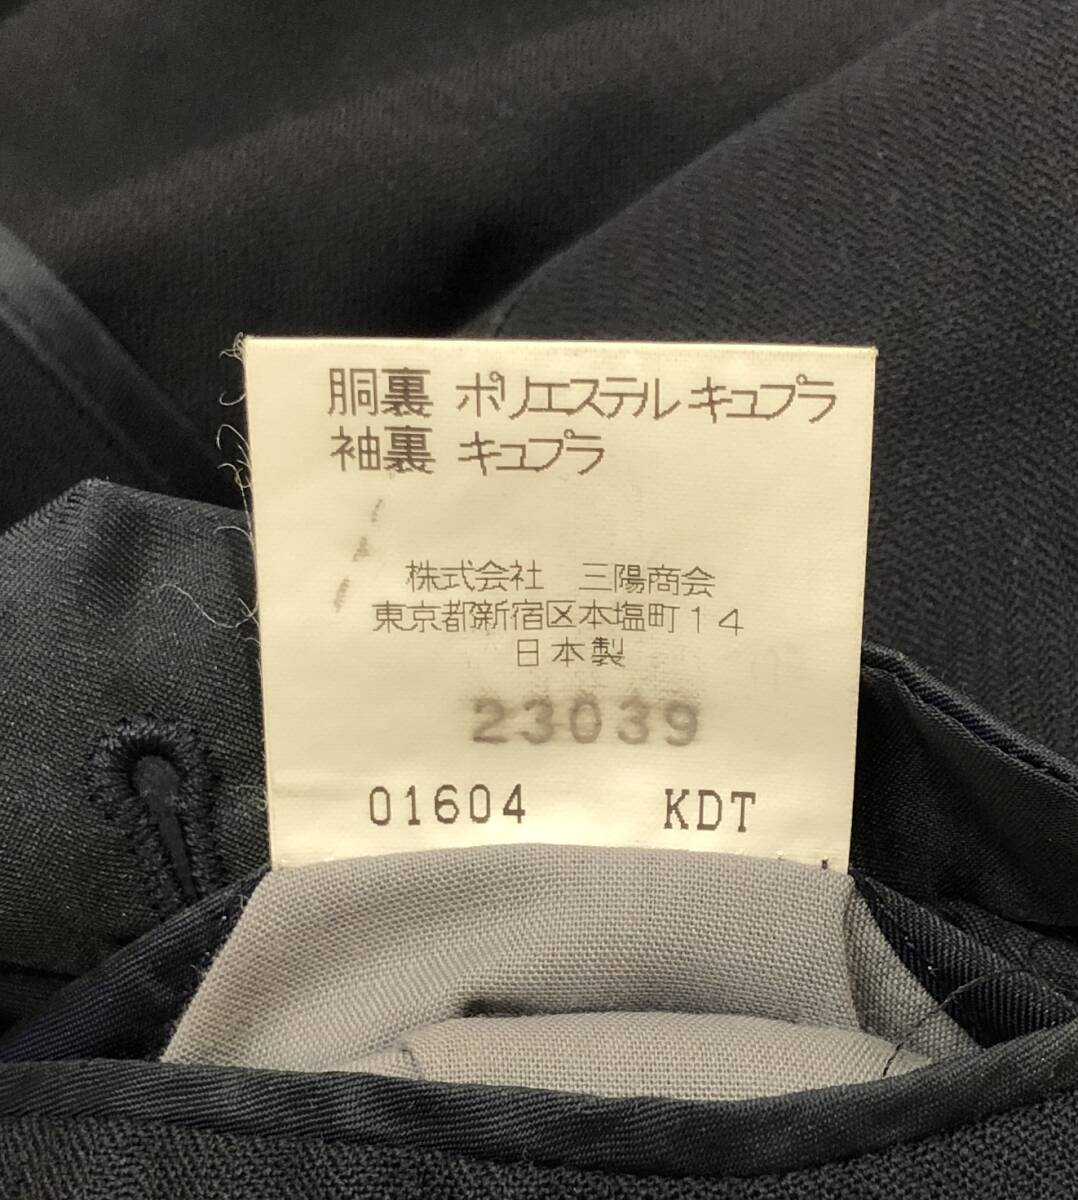 胴裏 ポリエステル キュプラ
袖裏 キュプラ
株式会社 三陽商会
東京都新宿区本塩町14
日本製
23039
01604 KDT